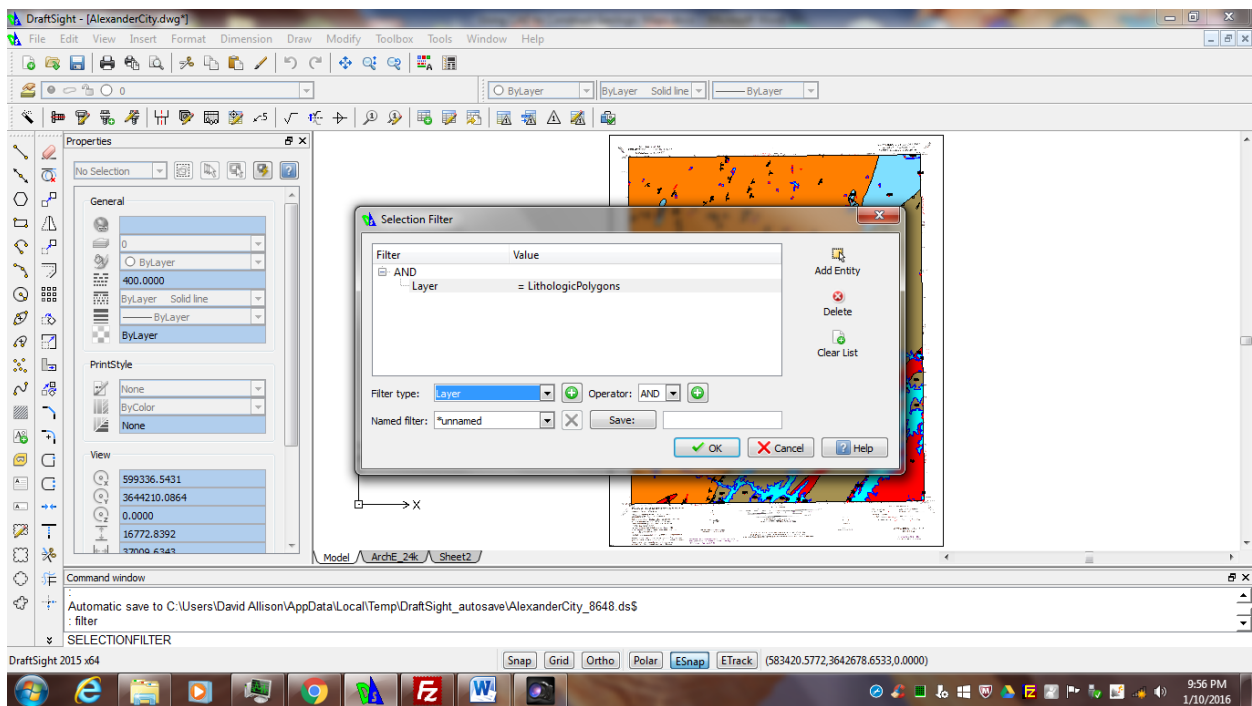 DraftSight - [AlexanderCity.dwg*]
File Edit View Insert Format Dimension Draw Modify Toolbox Tools Window Help
0 ByLayer ByLayer Solid line ByLayer
Properties
No Selection
General
0
ByLayer
400.0000
ByLayer Solid line
ByLayer
ByLayer
PrintStyle
None
ByColor
None
View
599336.5431
3644210.0864
0.0000
16772.8392
37009.6343
Selection Filter
Filter Value
AND
Layer = LithologicPolygons
Add Entity
Delete
Clear List
Filter type: Layer Operator: AND
Named filter: *unnamed Save:
OK Cancel Help
X
Model ArchE_24k Sheet2
Command window
:
Automatic save to C:\Users\David Allison\AppData\Local\Temp\DraftSight_autosave\AlexanderCity_8648.ds$
: filter
SELECTIONFILTER
DraftSight 2015 x64 Snap Grid Ortho Polar ESnap ETrack (583420.5772,3642678.6533,0.0000)
9:56 PM
1/10/2016